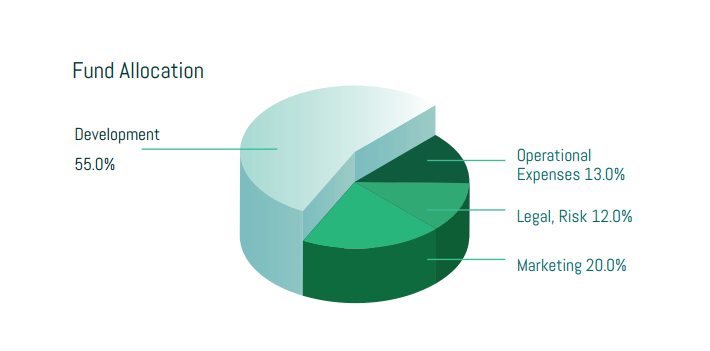 Fund Allocation
Development
55.0%
Operational
Expenses 13.0%
Legal, Risk 12.0%
Marketing 20.0%